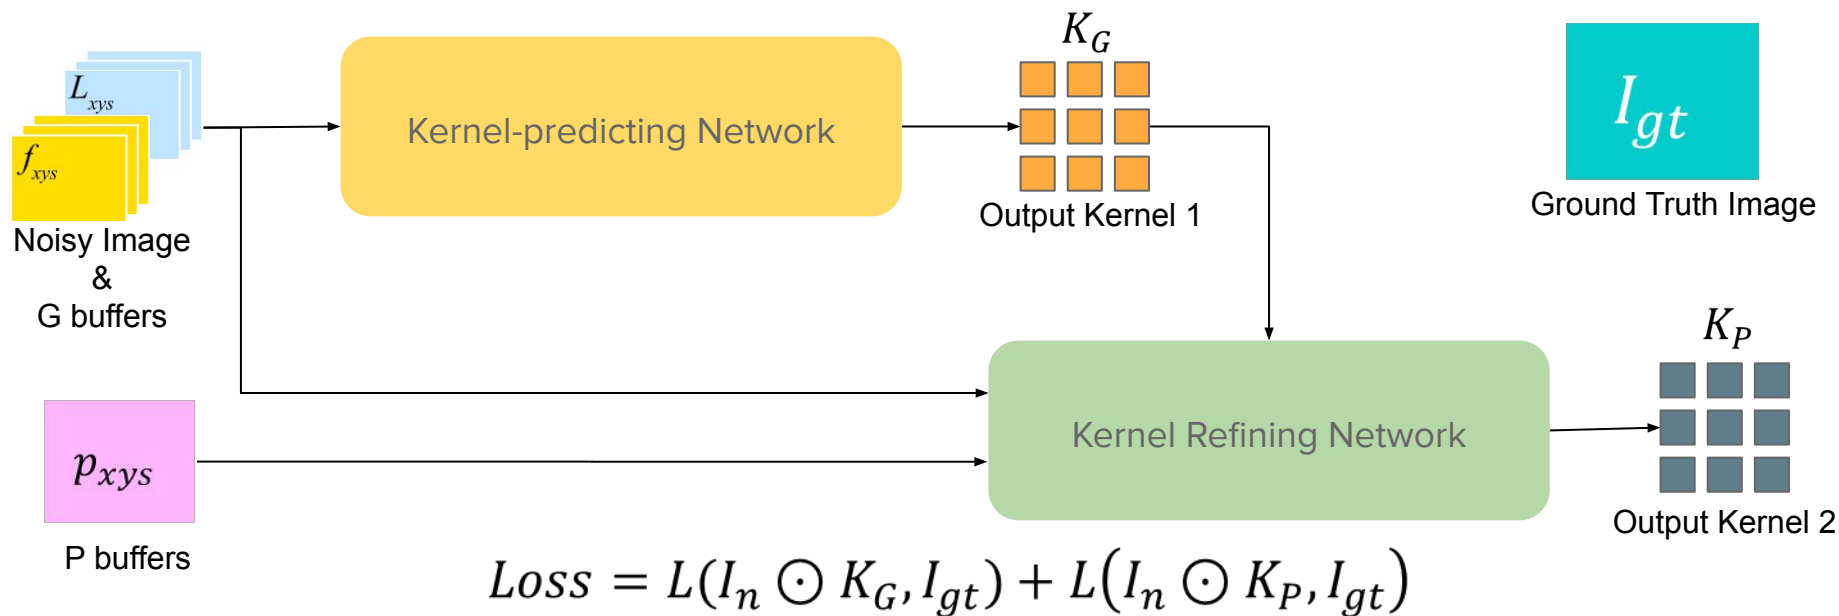 L_xys
f_xys
Noisy Image
&
G buffers
Kernel-predicting Network
K_G
Output Kernel 1
I_gt
Ground Truth Image
p_xys
P buffers
Kernel Refining Network
K_P
Output Kernel 2
Loss = L(I_n ⊙ K_G, I_gt) + L(I_n ⊙ K_P, I_gt)